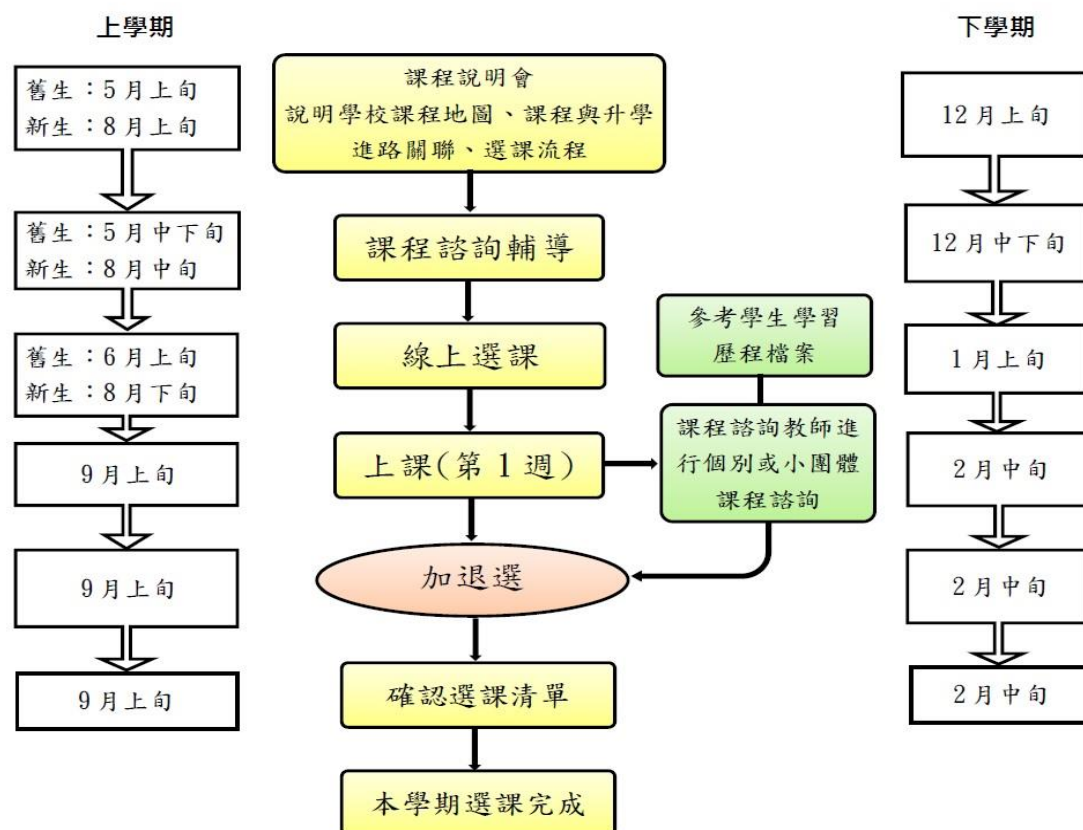 上學期
舊生：5月上旬
新生：8月上旬
舊生：5月中下旬
新生：8月中旬
舊生：6月上旬
新生：8月下旬
9月上旬
9月上旬
9月上旬
課程說明會
說明學校課程地圖、課程與升學
進路關聯、選課流程
課程諮詢輔導
線上選課
上課(第1週)
加退選
確認選課清單
本學期選課完成
參考學生學習
歷程檔案
課程諮詢教師進
行個別或小團體
課程諮詢
下學期
12月上旬
12月中下旬
1月上旬
2月中旬
2月中旬
2月中旬